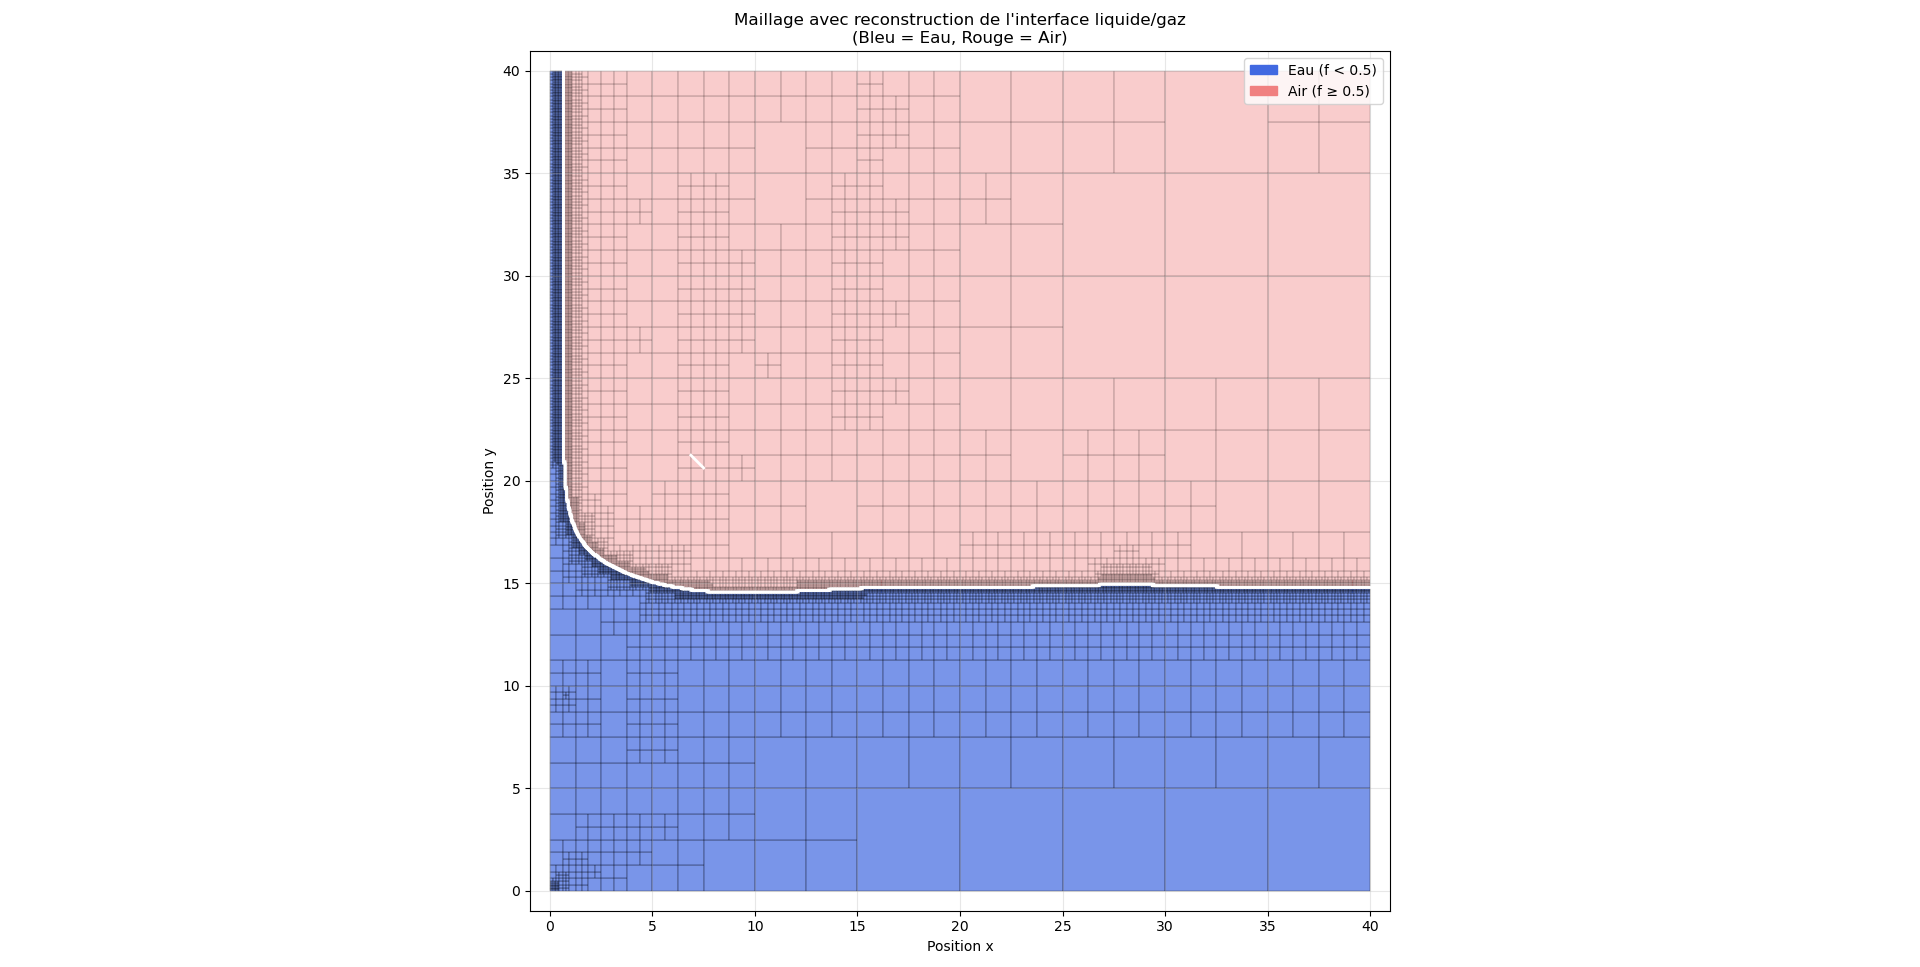 Maillage avec reconstruction de l'interface liquide/gaz
(Bleu = Eau, Rouge = Air)
Eau (f < 0.5)
Air (f ≥ 0.5)
Position y
40
35
30
25
20
15
10
5
0
0 5 10 15 20 25 30 35 40
Position x